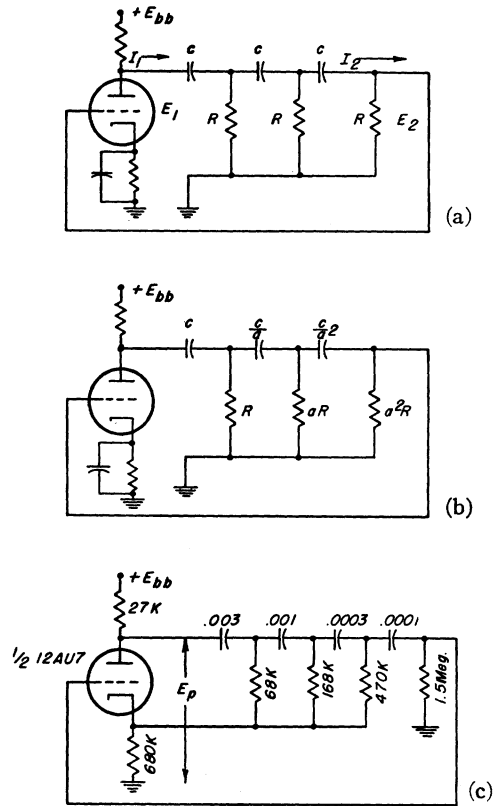 + Ebb
I1 c c c I2
E1 R R R E2
(a)
+ Ebb
c c/a c/a2
R aR a2R
(b)
+ Ebb
27K
.003 .001 .0003 .0001
1/2 12AU7
Ep 68K 168K 470K 1.5Meg.
680K
(c)